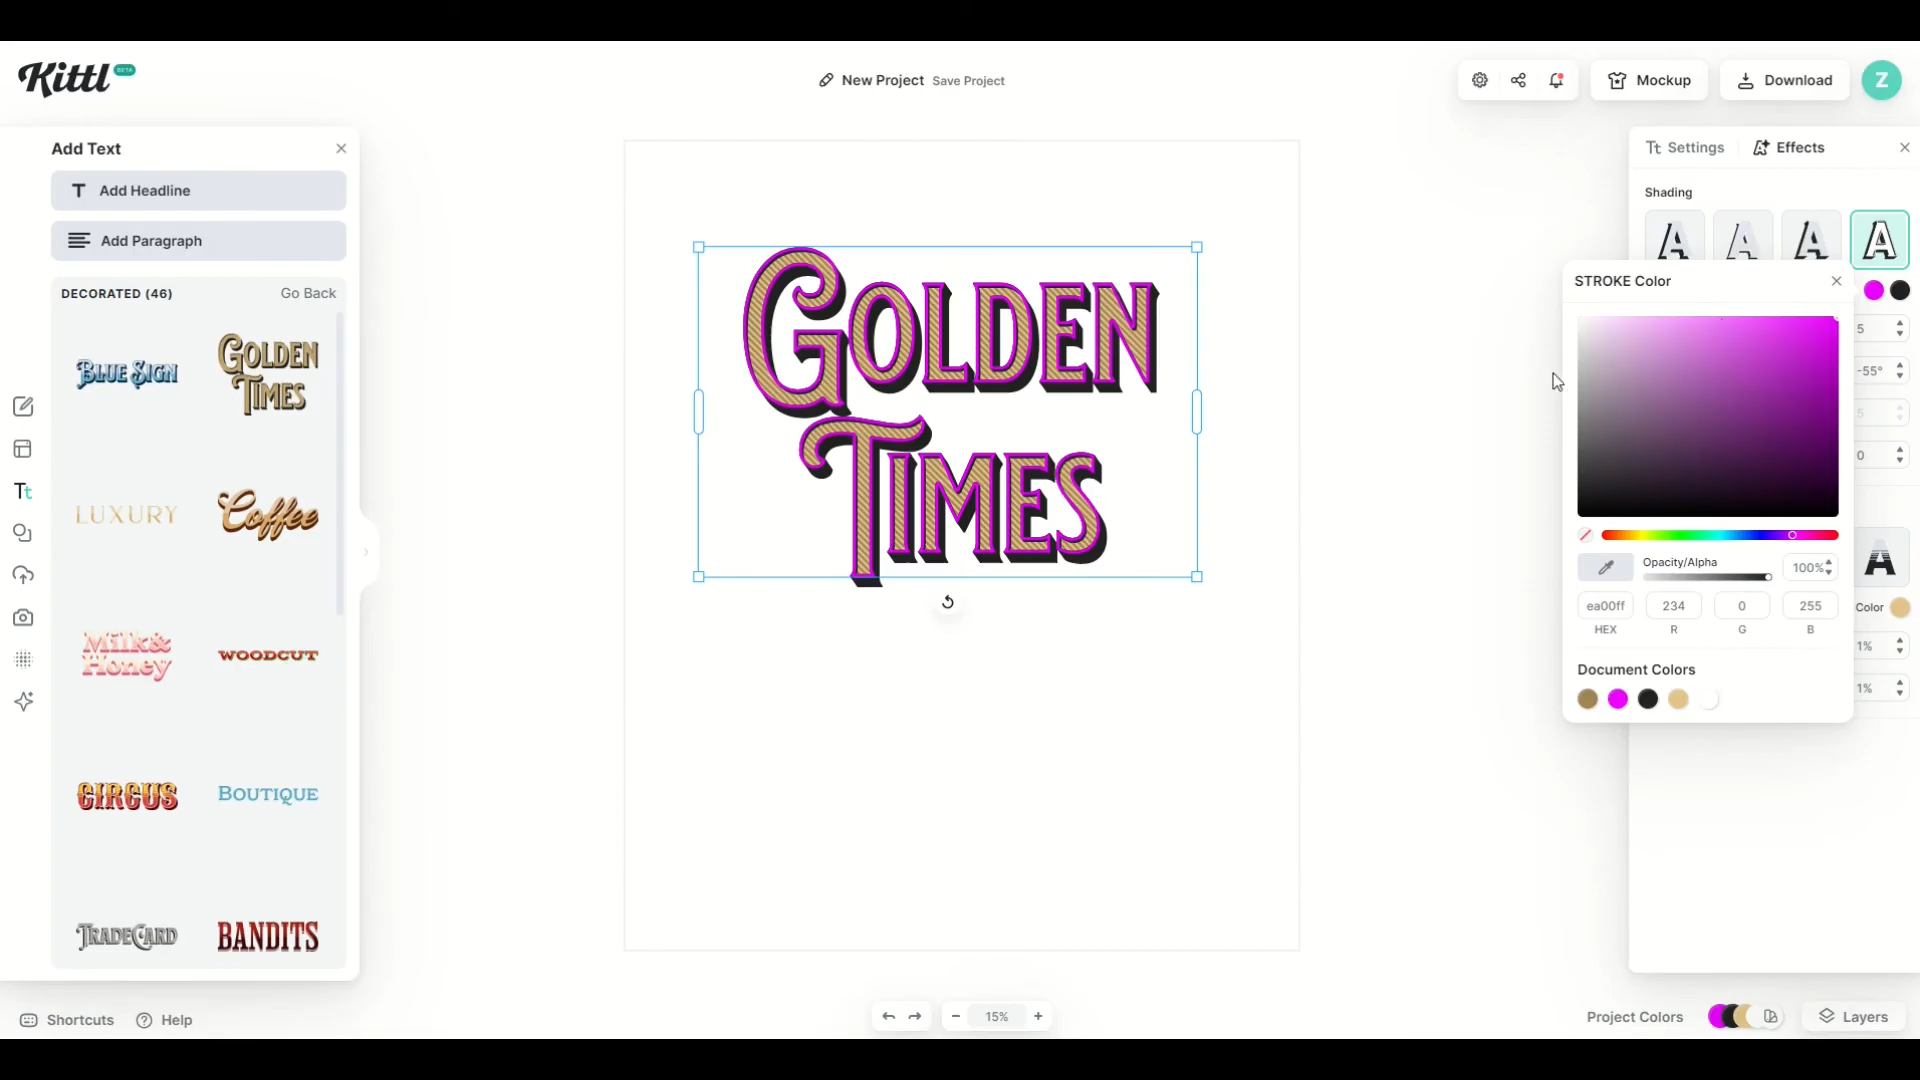 Kittl BETA
New Project Save Project
Mockup
Download
Z
Add Text
Add Headline
Add Paragraph
DECORATED (46) Go Back
BLUE SIGN
GOLDEN TIMES
LUXURY
Coffee
Milk& Honey
WOODCUT
CIRCUS
BOUTIQUE
TRADECARD
BANDITS
Shortcuts
Help
GOLDEN
TIMES
15%
Tt Settings
Effects
Shading
A A A A
STROKE Color
5
-55°
5
0
Opacity/Alpha
100%
ea00ff 234 0 255
HEX R G B
Document Colors
A
Color
1%
1%
Project Colors
Layers